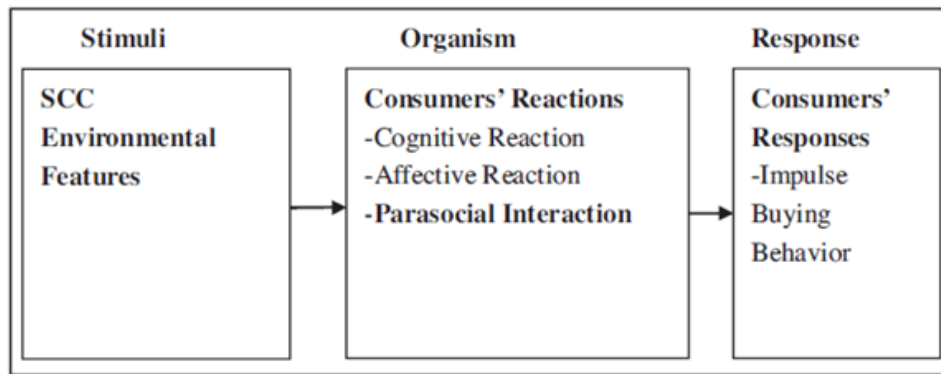 Stimuli
SCC
Environmental
Features
Organism
Consumers’ Reactions
-Cognitive Reaction
-Affective Reaction
-Parasocial Interaction
Response
Consumers’
Responses
-Impulse
Buying
Behavior